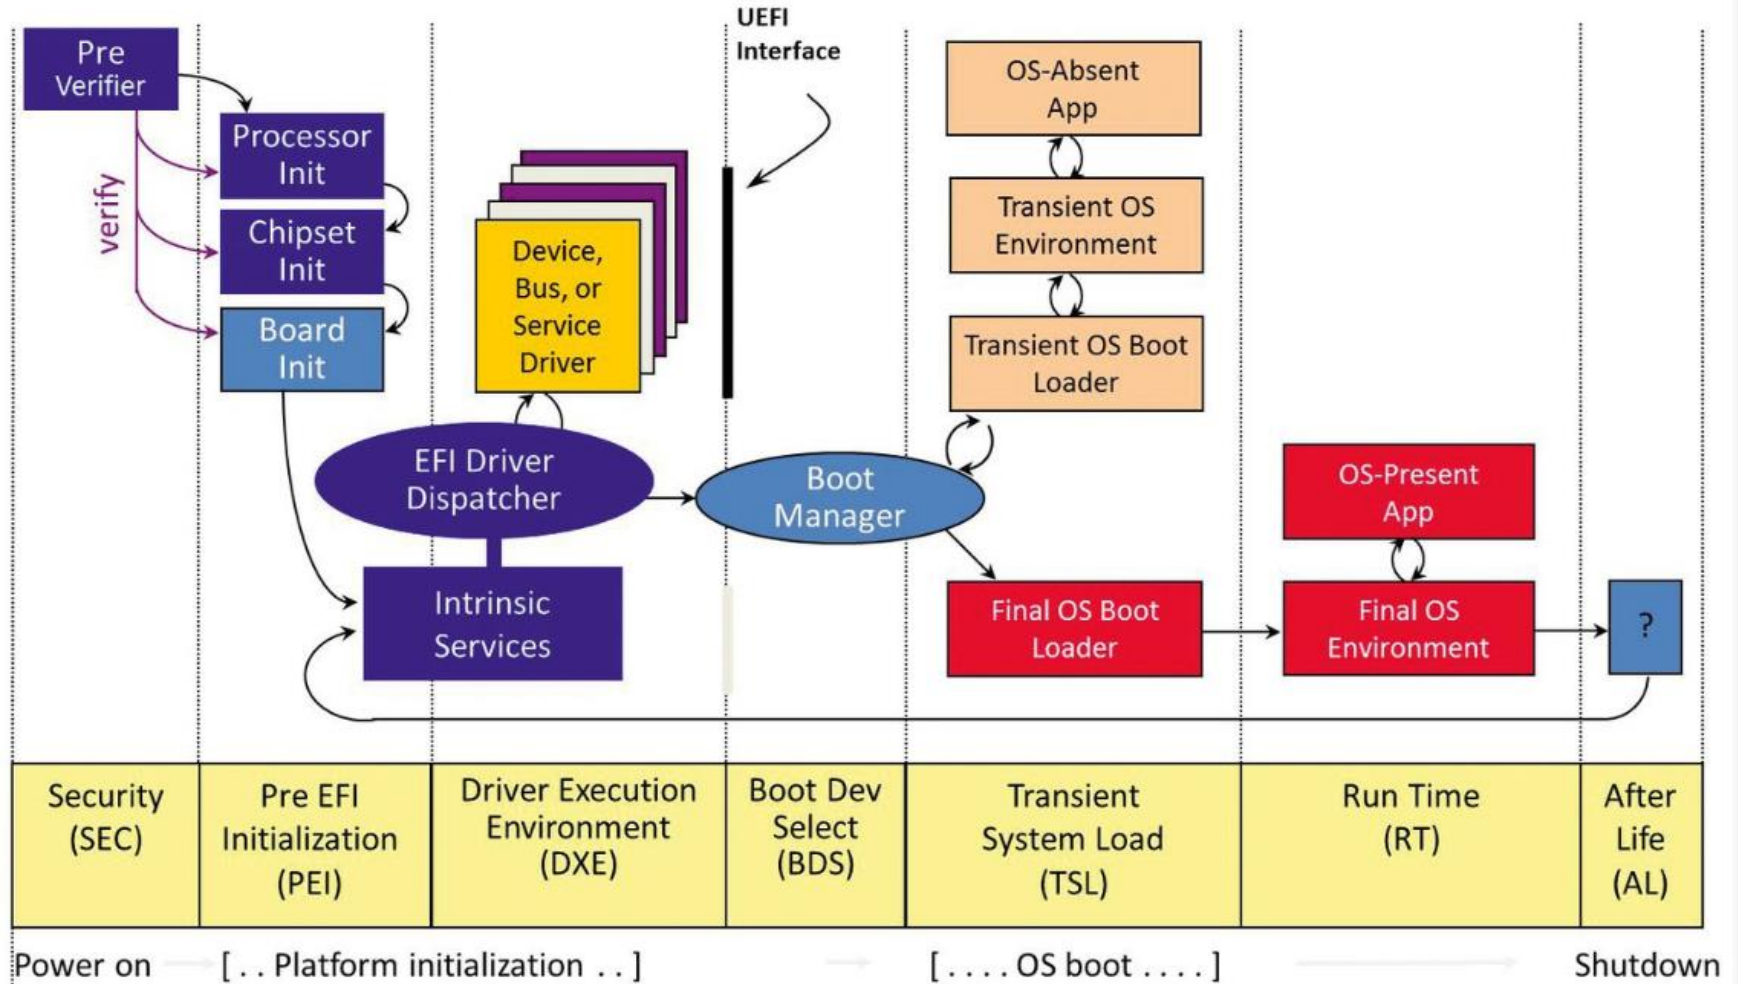 UEFI
Interface
Pre
Verifier
verify
Processor
Init
Chipset
Init
Board
Init
Device,
Bus, or
Service
Driver
EFI Driver
Dispatcher
Intrinsic
Services
Boot
Manager
OS-Absent
App
Transient OS
Environment
Transient OS Boot
Loader
Final OS Boot
Loader
OS-Present
App
Final OS
Environment
?
Security
(SEC)
Pre EFI
Initialization
(PEI)
Driver Execution
Environment
(DXE)
Boot Dev
Select
(BDS)
Transient
System Load
(TSL)
Run Time
(RT)
After
Life
(AL)
Power on
[ . . Platform initialization . . ]
[ . . . . OS boot . . . . ]
Shutdown